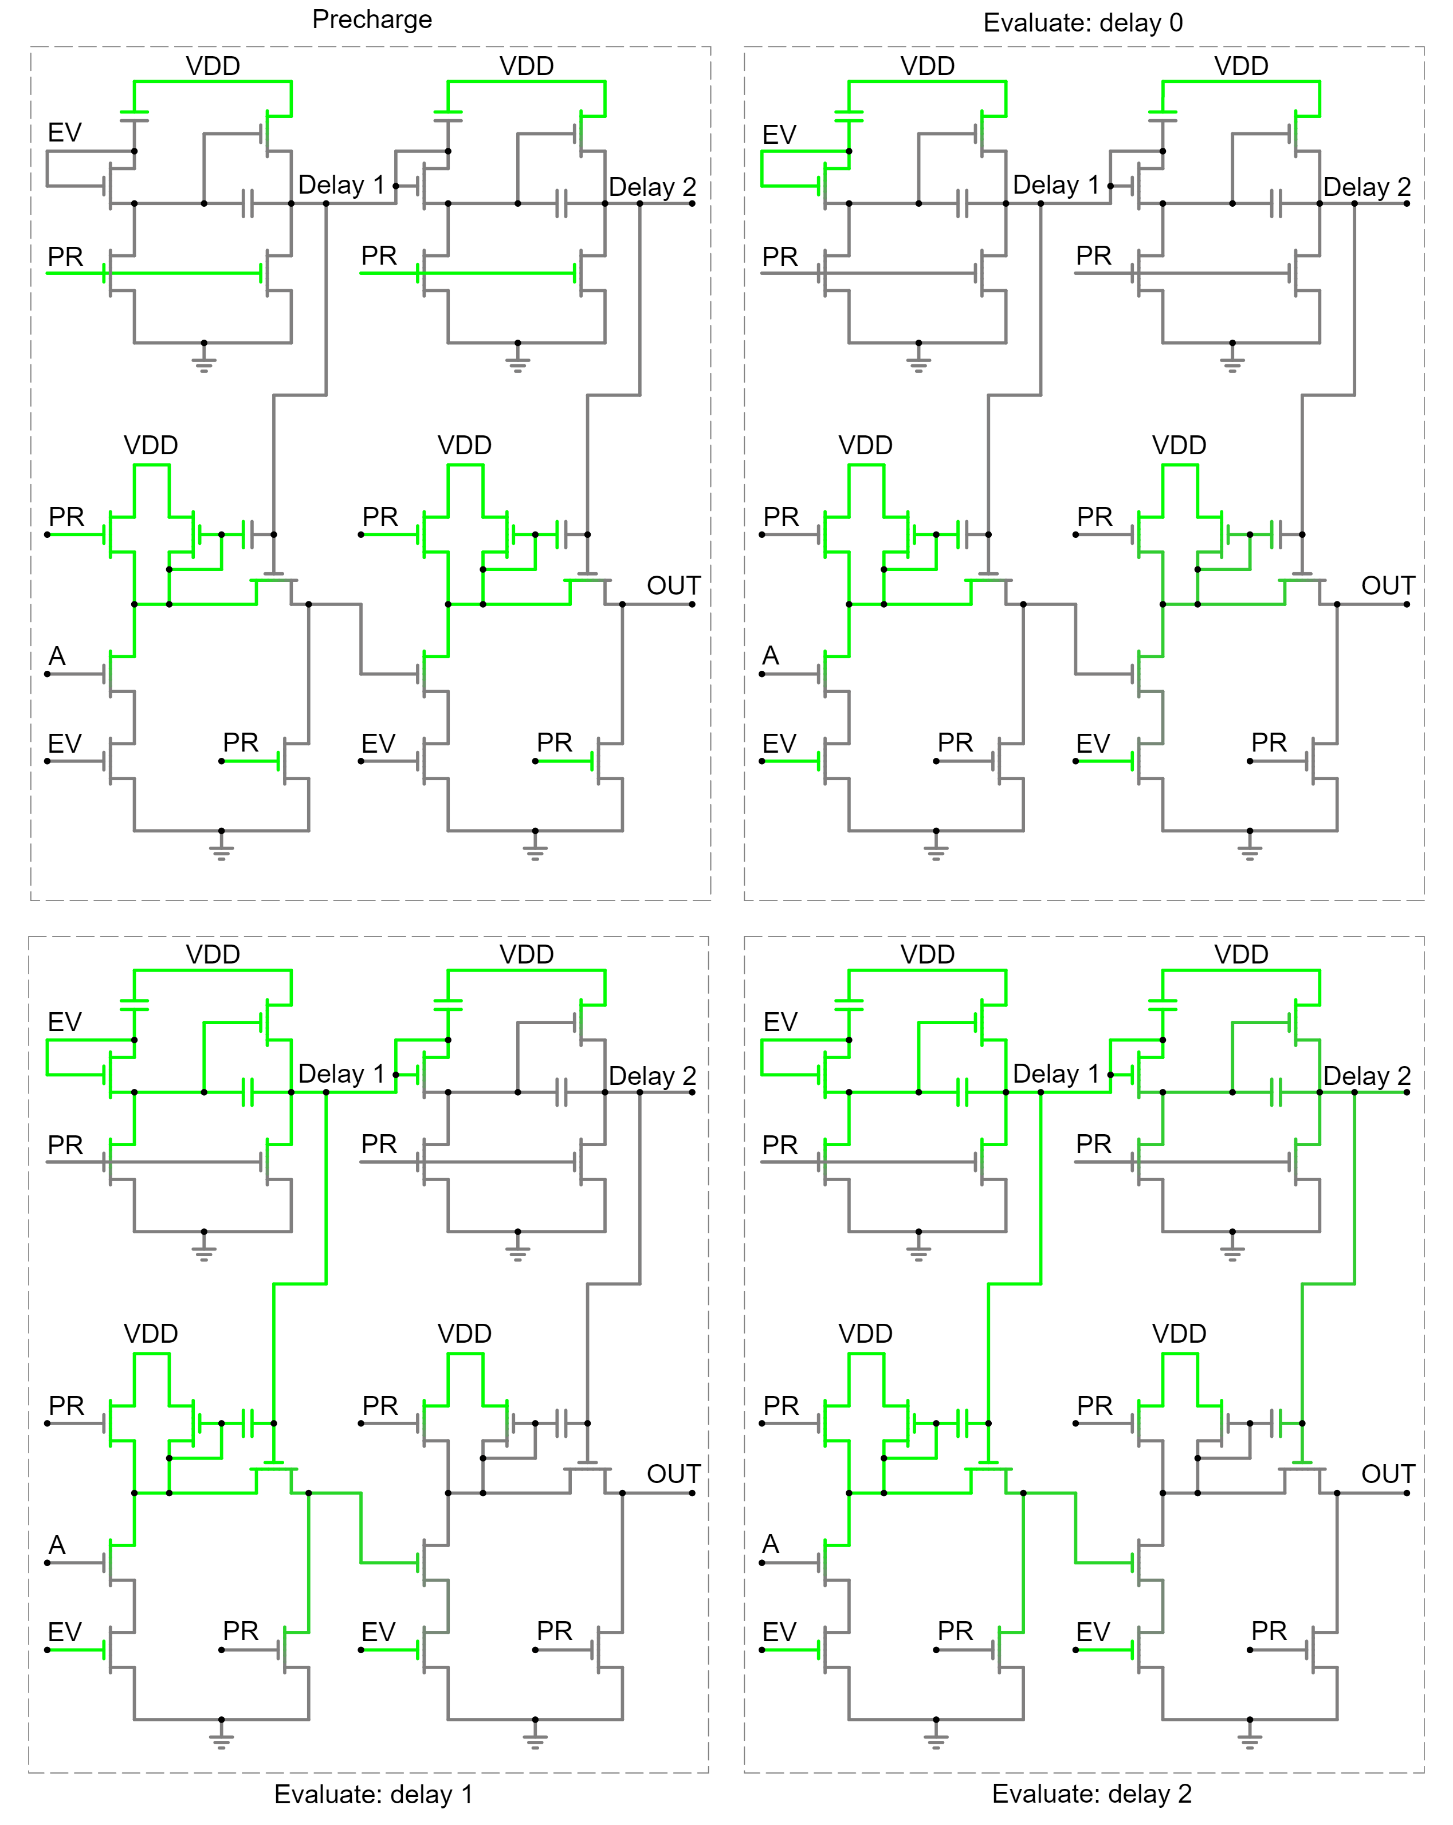 Precharge
VDD VDD
EV
Delay 1 Delay 2
PR PR
VDD VDD
PR PR
OUT
A
EV PR EV PR
Evaluate: delay 0
VDD VDD
EV
Delay 1 Delay 2
PR PR
VDD VDD
PR PR
OUT
A
EV PR EV PR
VDD VDD
EV
Delay 1 Delay 2
PR PR
VDD VDD
PR PR
OUT
A
EV PR EV PR
Evaluate: delay 1
VDD VDD
EV
Delay 1 Delay 2
PR PR
VDD VDD
PR PR
OUT
A
EV PR EV PR
Evaluate: delay 2